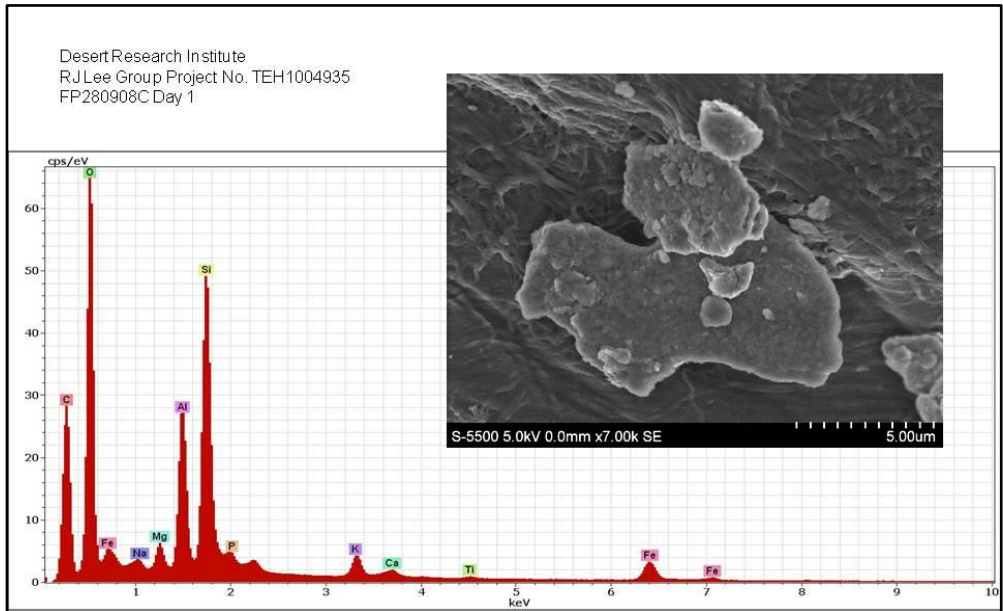 Desert Research Institute
RJ Lee Group Project No. TEH1004935
FP280908C Day 1
cps/eV
60
50
40
30
20
10
0
O
Si
C
Al
Fe
Na
Mg
P
K
Ca
Ti
Fe
Fe
1
2
3
4
5
6
7
8
9
10
keV
S-5500 5.0kV 0.0mm x7.00k SE
5.00um